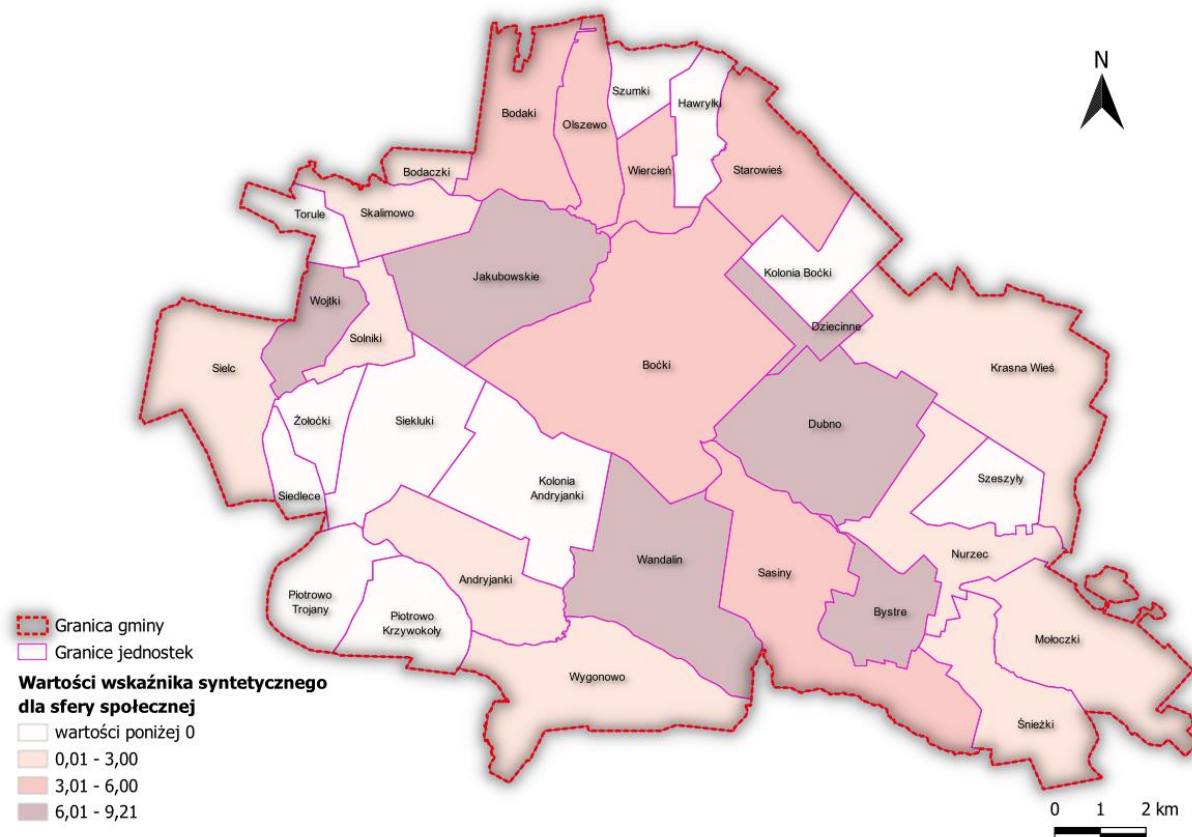 Szumki
Hawryłki
N
Bodaki
Olszewo
Wiercień
Starowieś
Bodaczki
Torule
Skalimowo
Kolonia Boćki
Jakubowskie
Wojtki
Dziecinne
Solniki
Sielc
Boćki
Krasna Wieś
Żołoćki
Siekluki
Dubno
Szeszyły
Kolonia
Andryjanki
Siedlece
Nurzec
Wandalin
Sasiny
Andryjanki
Piotrowo
Trojany
Bystre
Piotrowo
Krzywokoły
Mołoczki
Wygonowo
Śnieżki
Granica gminy
Granice jednostek
Wartości wskaźnika syntetycznego
dla sfery społecznej
wartości poniżej 0
0,01 - 3,00
3,01 - 6,00
6,01 - 9,21
0 1 2 km